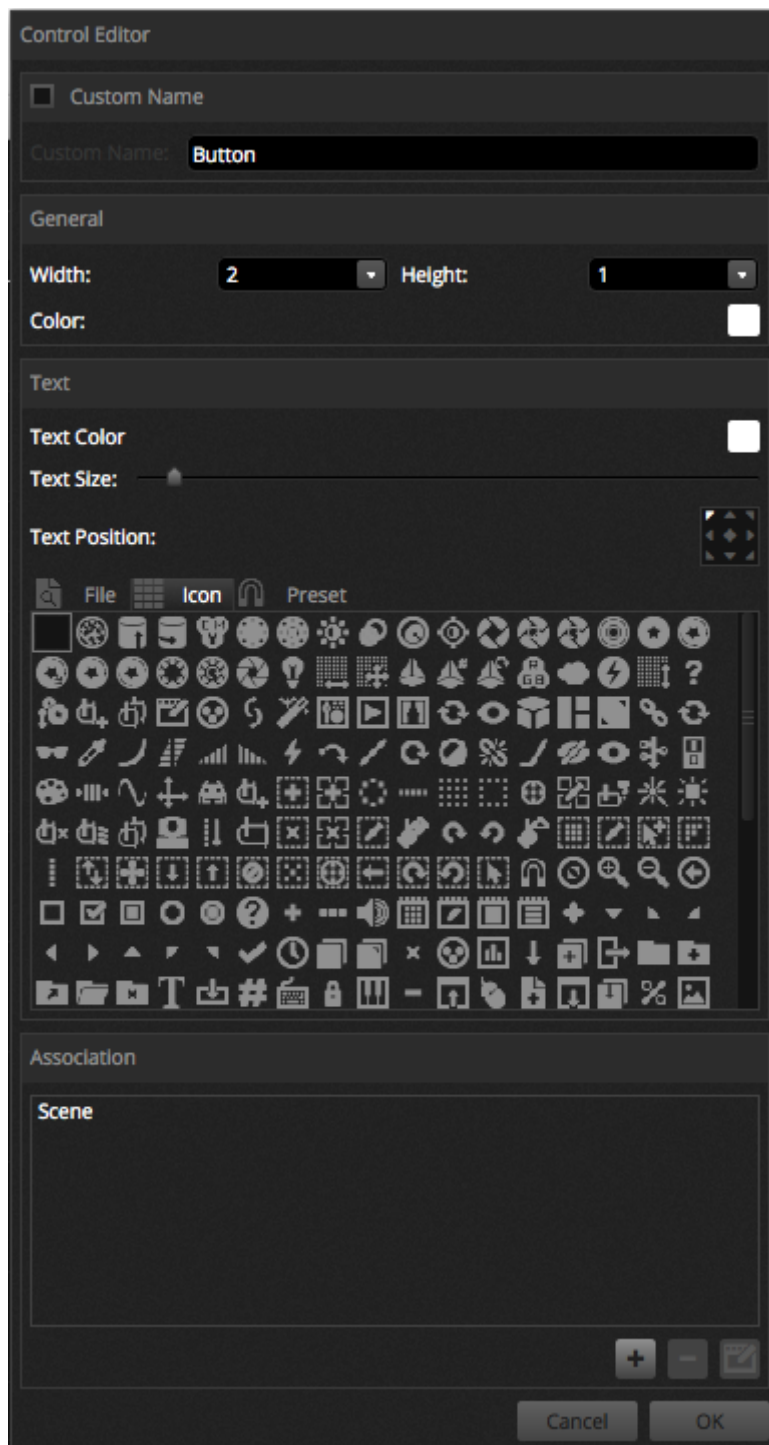 Control Editor
Custom Name
Custom Name: Button
General
Width: 2 Height: 1
Color:
Text
Text Color
Text Size:
Text Position:
File Icon Preset
Association
Scene
Cancel OK